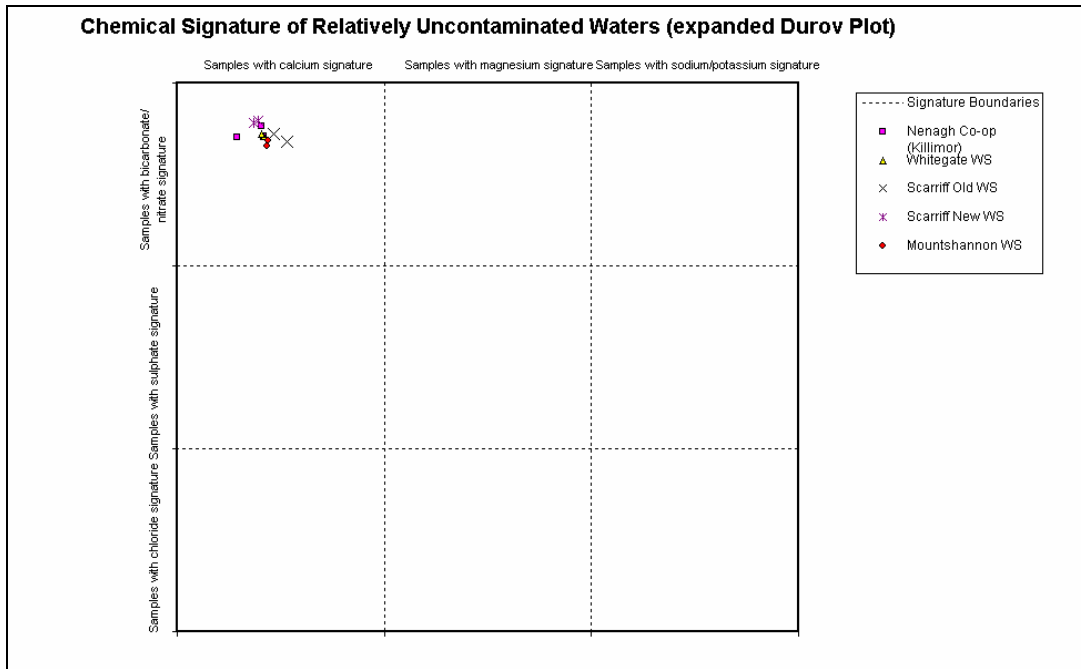 Chemical Signature of Relatively Uncontaminated Waters (expanded Durov Plot)
Samples with calcium signature
Samples with magnesium signature
Samples with sodium/potassium signature
Samples with bicarbonate/
nitrate signature
Samples with sulphate signature
Samples with chloride signature
Signature Boundaries
Nenagh Co-op
(Killimor)
Whitegate WS
Scarriff Old WS
Scarriff New WS
Mountshannon WS